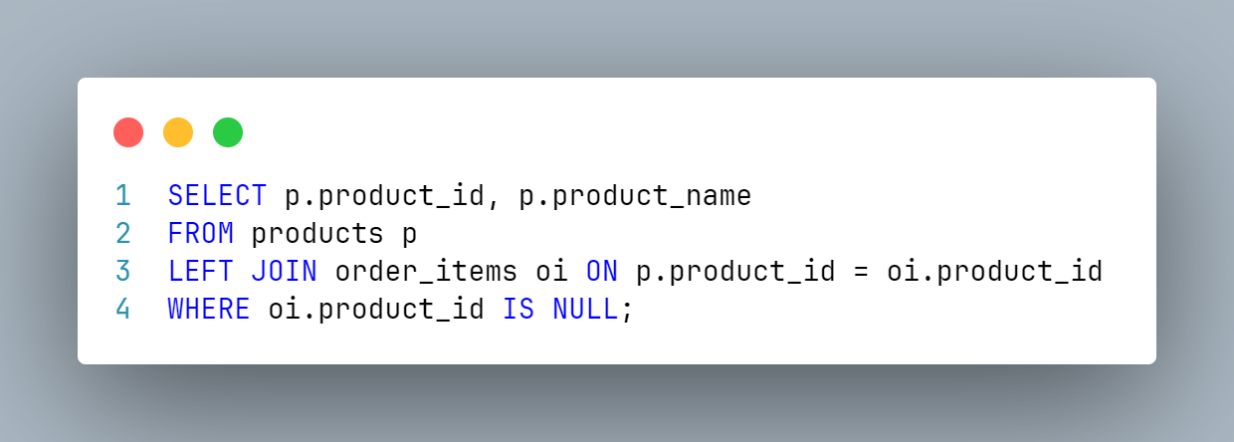 1 SELECT p.product_id, p.product_name
2 FROM products p
3 LEFT JOIN order_items oi ON p.product_id = oi.product_id
4 WHERE oi.product_id IS NULL;